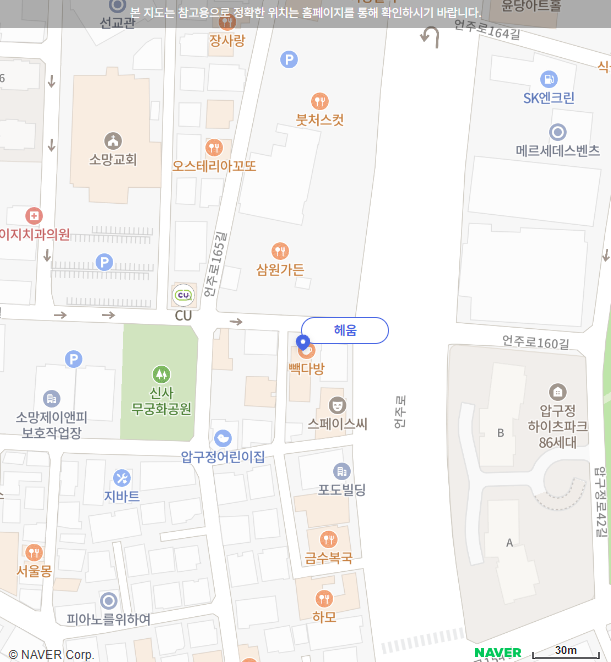 본 지도는 참고용으로 정확한 위치는 홈페이지를 통해 확인하시기 바랍니다.
선교관
장사랑
윤당아트홀
언주로164길
P
붓처스컷
SK엔크린
메르세데스벤츠
소망교회
오스테리아꼬또
이지치과의원
P
삼원가든
언주로165길
CU
CU
헤움
언주로160길
P
빽다방
신사
무궁화공원
소망제이앤피
보호작업장
스페이스씨
언주로
압구정
하이츠파크
86세대
B
압구정어린이집
지바트
포도빌딩
압구정로42길
A
금수복국
서울몽
하모
피아노를위하여
© NAVER Corp.
NAVER
30m